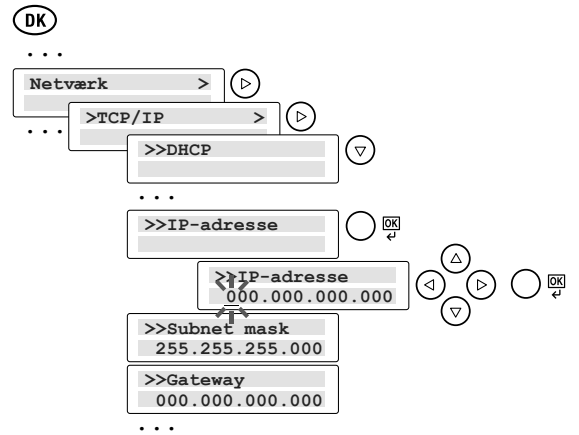 DK
...
Netværk >
... >TCP/IP >
>>DHCP
...
>>IP-adresse OK
>>IP-adresse
000.000.000.000 OK
>>Subnet mask
255.255.255.000
>>Gateway
000.000.000.000
...